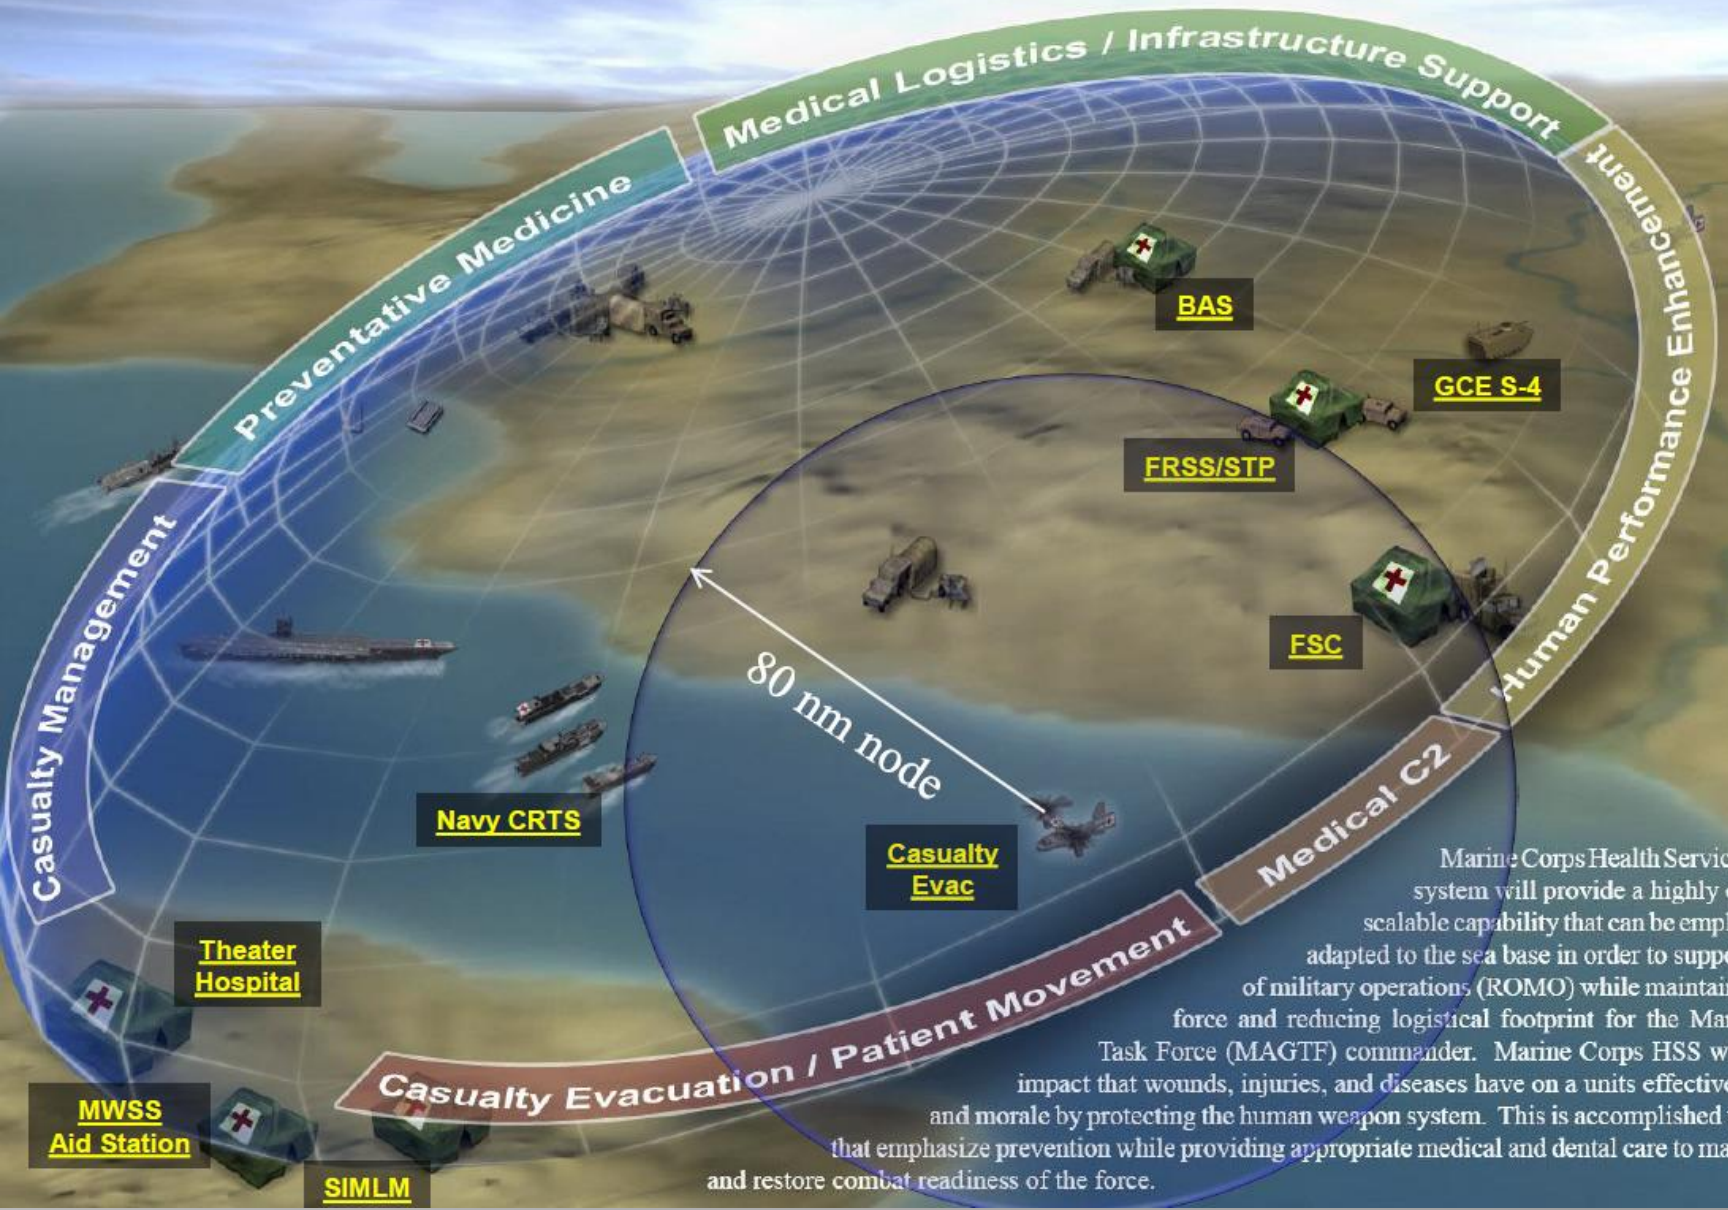 Medical Logistics / Infrastructure Support
Preventative Medicine
Human Performance Enhancement
BAS
GCE S-4
FRSS/STP
Casualty Management
FSC
80 nm node
Medical C2
Navy CRTS
Casualty
Evac
Marine Corps Health Servic
system will provide a highly
scalable capability that can be emp
adapted to the sea base in order to supp
of military operations (ROMO) while maintai
force and reducing logistical footprint for the Ma
Task Force (MAGTF) commander. Marine Corps HSS w
impact that wounds, injuries, and diseases have on a units effectiv
and morale by protecting the human weapon system. This is accomplished
that emphasize prevention while providing appropriate medical and dental care to ma
and restore combat readiness of the force.
Theater
Hospital
Casualty Evacuation / Patient Movement
MWSS
Aid Station
SIMLM